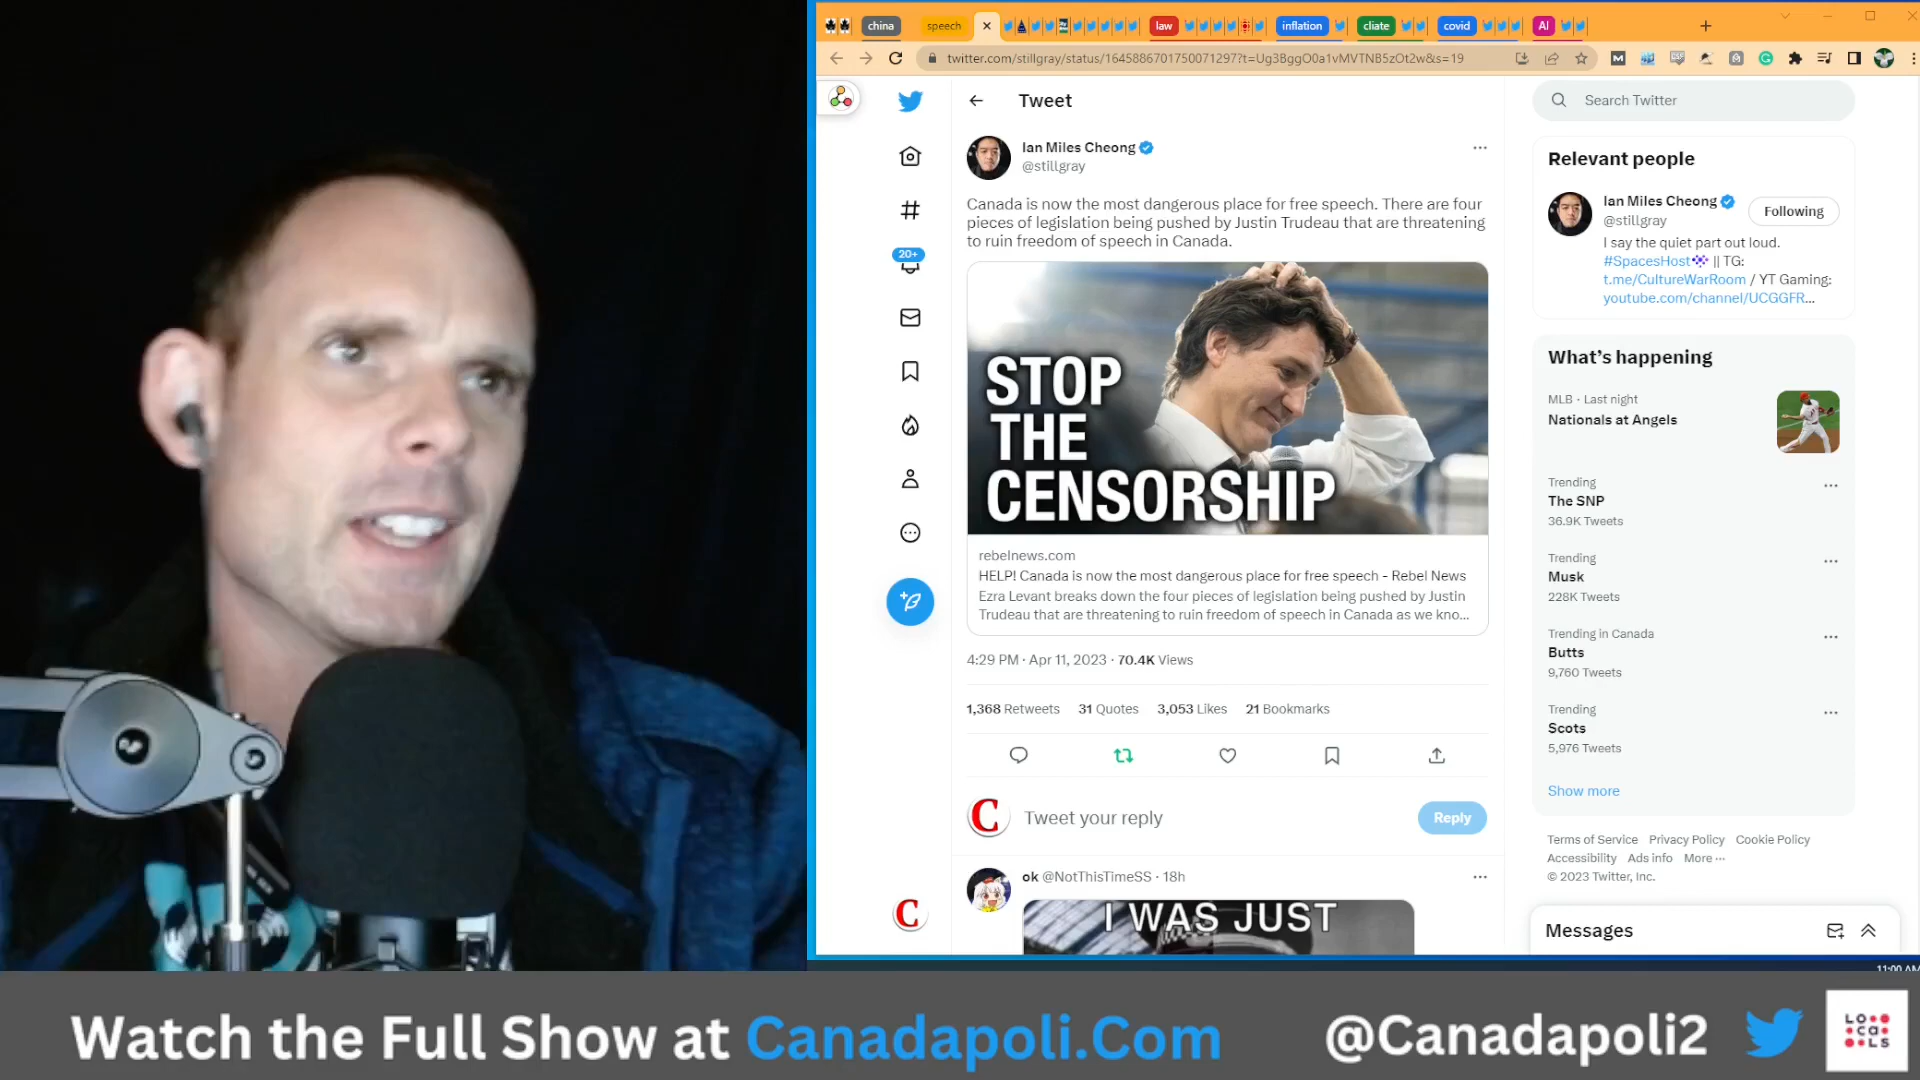 china
speech
law
inflation
cliate
covid
AI
twitter.com/stillgray/status/1645886701750071297?t=Ug3BggO0a1vMVTNB5zOt2w&s=19
Tweet
Search Twitter
Ian Miles Cheong
@stillgray
Canada is now the most dangerous place for free speech. There are four
pieces of legislation being pushed by Justin Trudeau that are threatening
to ruin freedom of speech in Canada.
STOP
THE
CENSORSHIP
rebelnews.com
HELP! Canada is now the most dangerous place for free speech - Rebel News
Ezra Levant breaks down the four pieces of legislation being pushed by Justin
Trudeau that are threatening to ruin freedom of speech in Canada as we kno...
4:29 PM · Apr 11, 2023 · 70.4K Views
1,368 Retweets 31 Quotes 3,053 Likes 21 Bookmarks
C
Tweet your reply
Reply
ok @NotThisTimeSS · 18h
I WAS JUST
20+
C
Relevant people
Ian Miles Cheong
@stillgray
Following
I say the quiet part out loud.
#SpacesHost || TG:
t.me/CultureWarRoom / YT Gaming:
youtube.com/channel/UCGGFR...
What's happening
MLB · Last night
Nationals at Angels
Trending
The SNP
36.9K Tweets
Trending
Musk
228K Tweets
Trending in Canada
Butts
9,760 Tweets
Trending
Scots
5,976 Tweets
Show more
Terms of Service Privacy Policy Cookie Policy
Accessibility Ads info More ···
© 2023 Twitter, Inc.
Messages
11:00 AM
Watch the Full Show at Canadapoli.Com
@Canadapoli2
LO
ca
LS